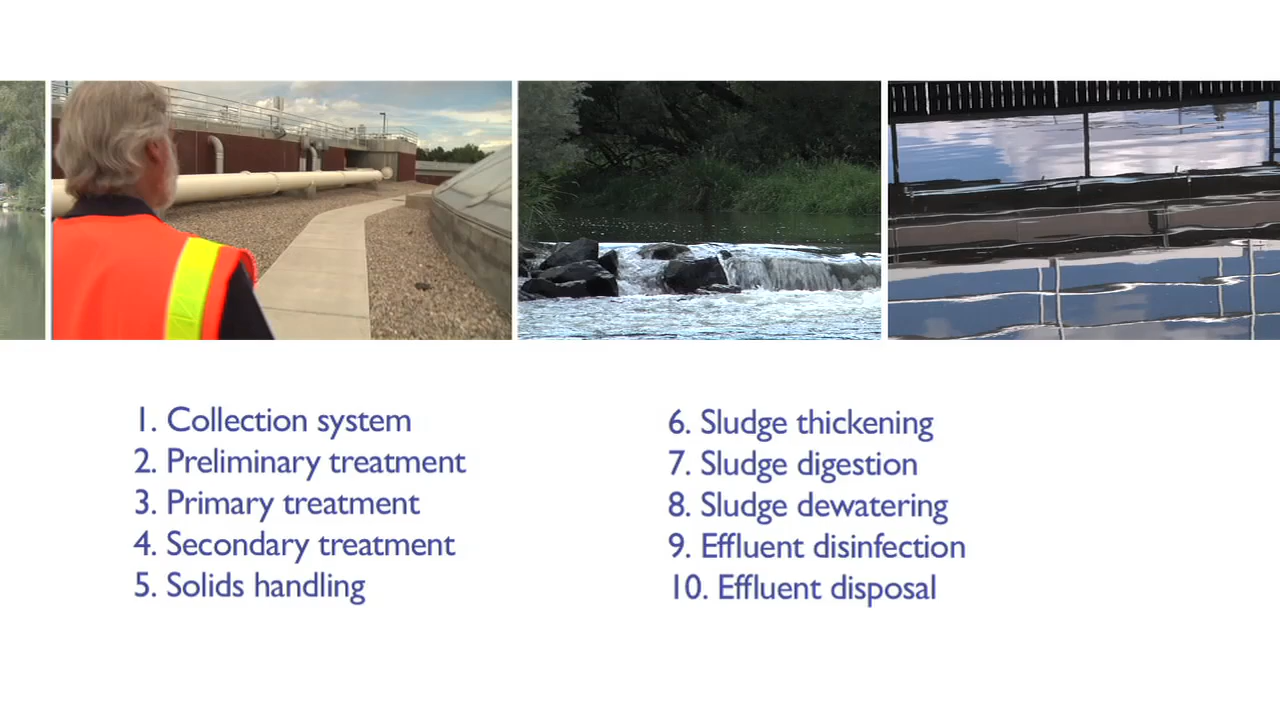 1. Collection system
2. Preliminary treatment
3. Primary treatment
4. Secondary treatment
5. Solids handling
6. Sludge thickening
7. Sludge digestion
8. Sludge dewatering
9. Effluent disinfection
10. Effluent disposal